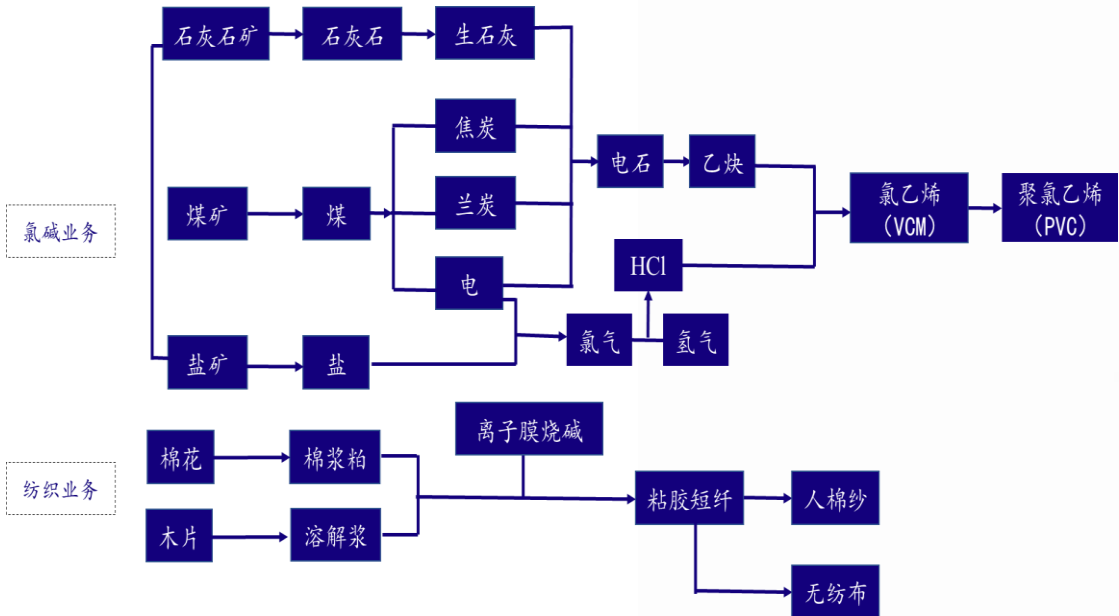 氯碱业务
石灰石矿
石灰石
生石灰
焦炭
煤矿
煤
兰炭
电
电石
乙炔
HCl
氯乙烯
(VCM)
聚氯乙烯
(PVC)
盐矿
盐
氯气
氢气
纺织业务
棉花
棉浆粕
离子膜烧碱
木片
溶解浆
粘胶短纤
人棉纱
无纺布